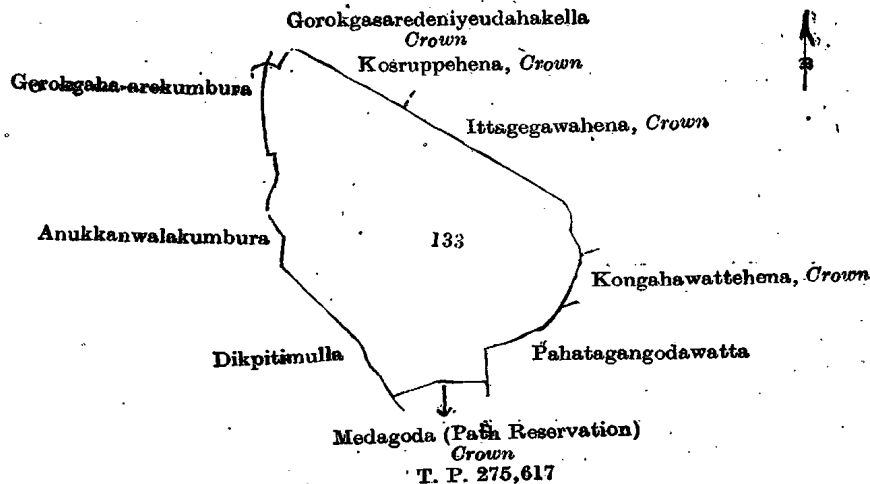 Gorokgasaredeniyeudahakella
Crown
Kosruppehena, Crown
Gerokgaha-arekumbura
Ittagegawahena, Crown
Anukkanwalakumbura
133
Kongahawattehena, Crown
Dikpitimulla
Pahatagangodawatta
Medagoda (Path Reservation)
Crown
T. P. 275,617